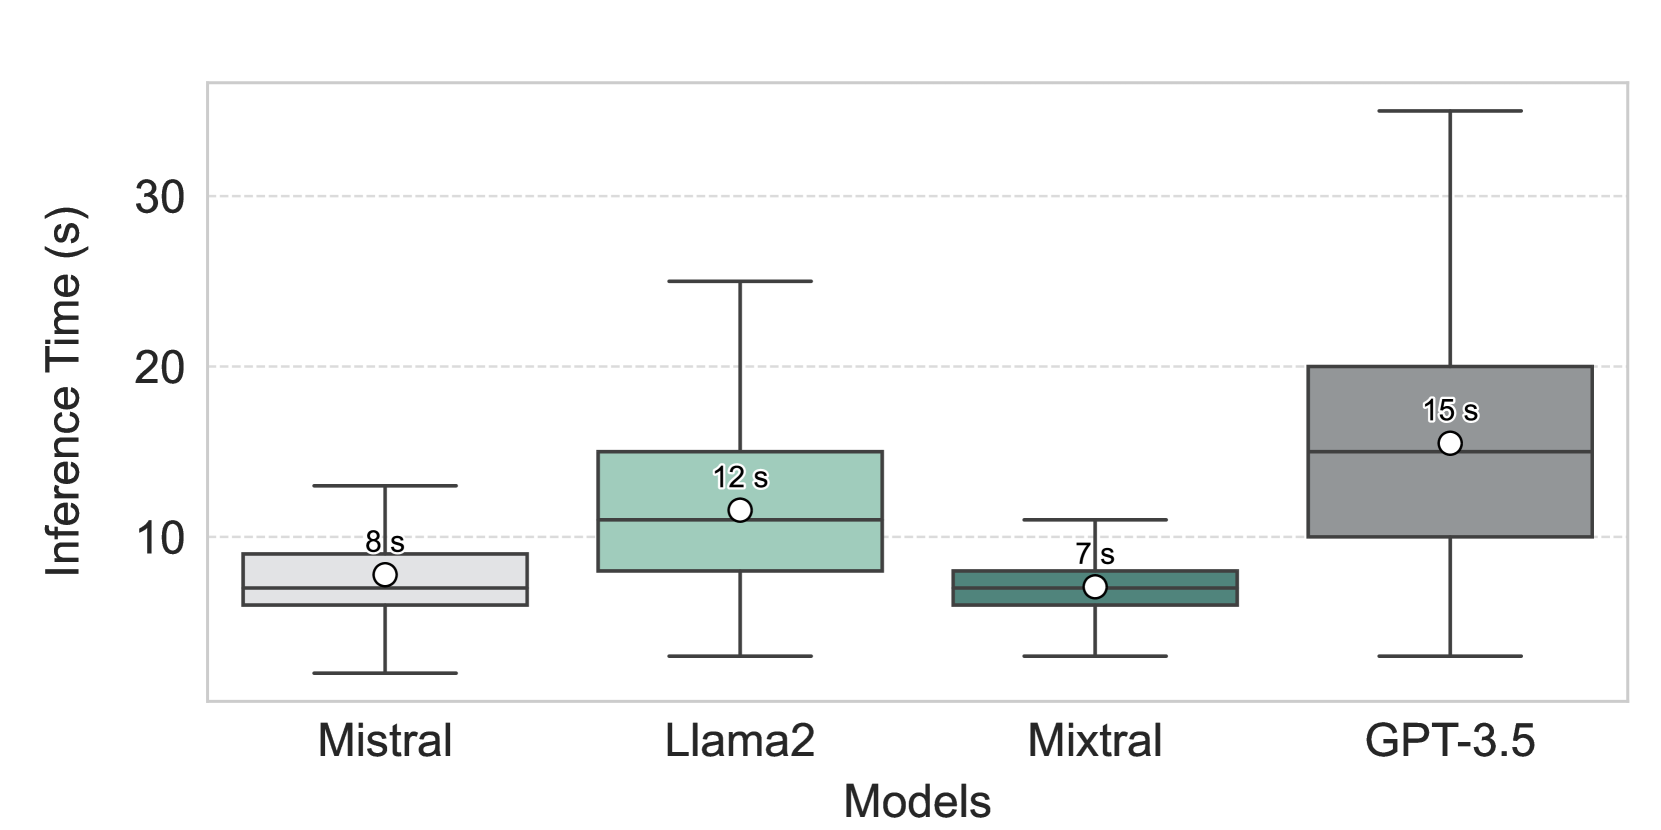 Inference Time (s)
30
20
10
8 s
12 s
7 s
15 s
Mistral
Llama2
Mixtral
GPT-3.5
Models